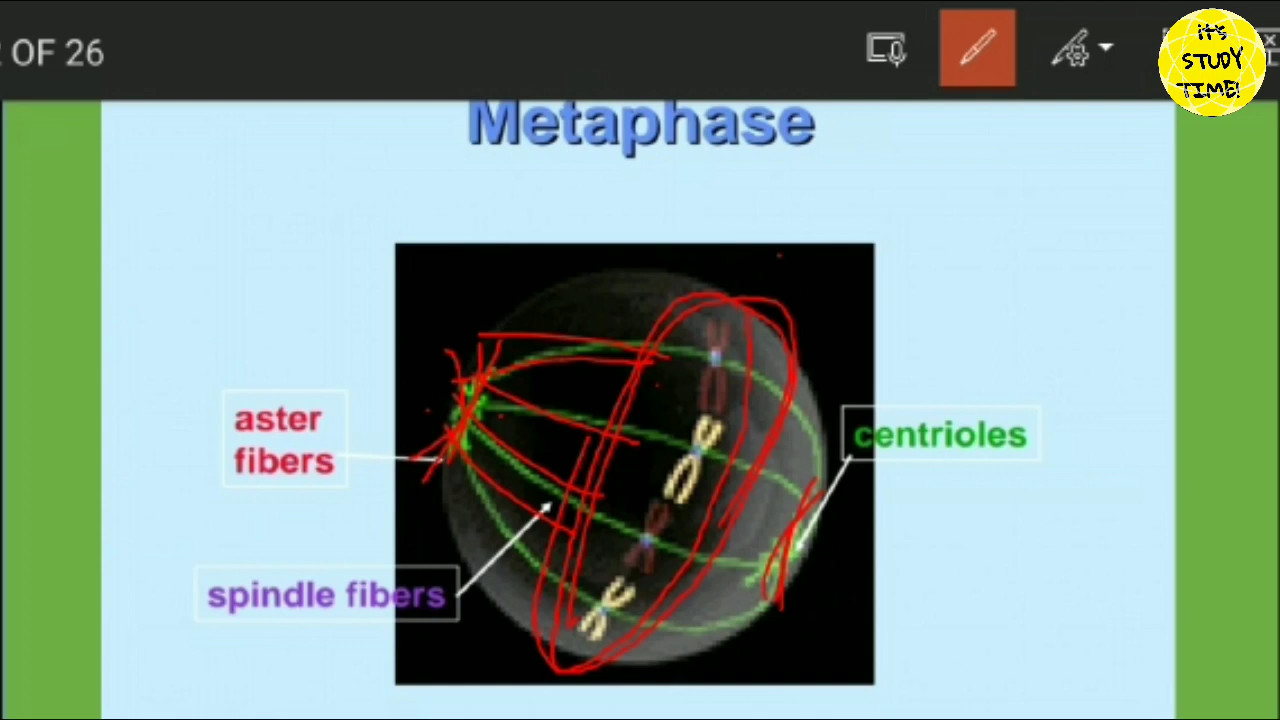 OF 26
it's
STUDY
TIME!
Metaphase
aster
fibers
centrioles
spindle fibers